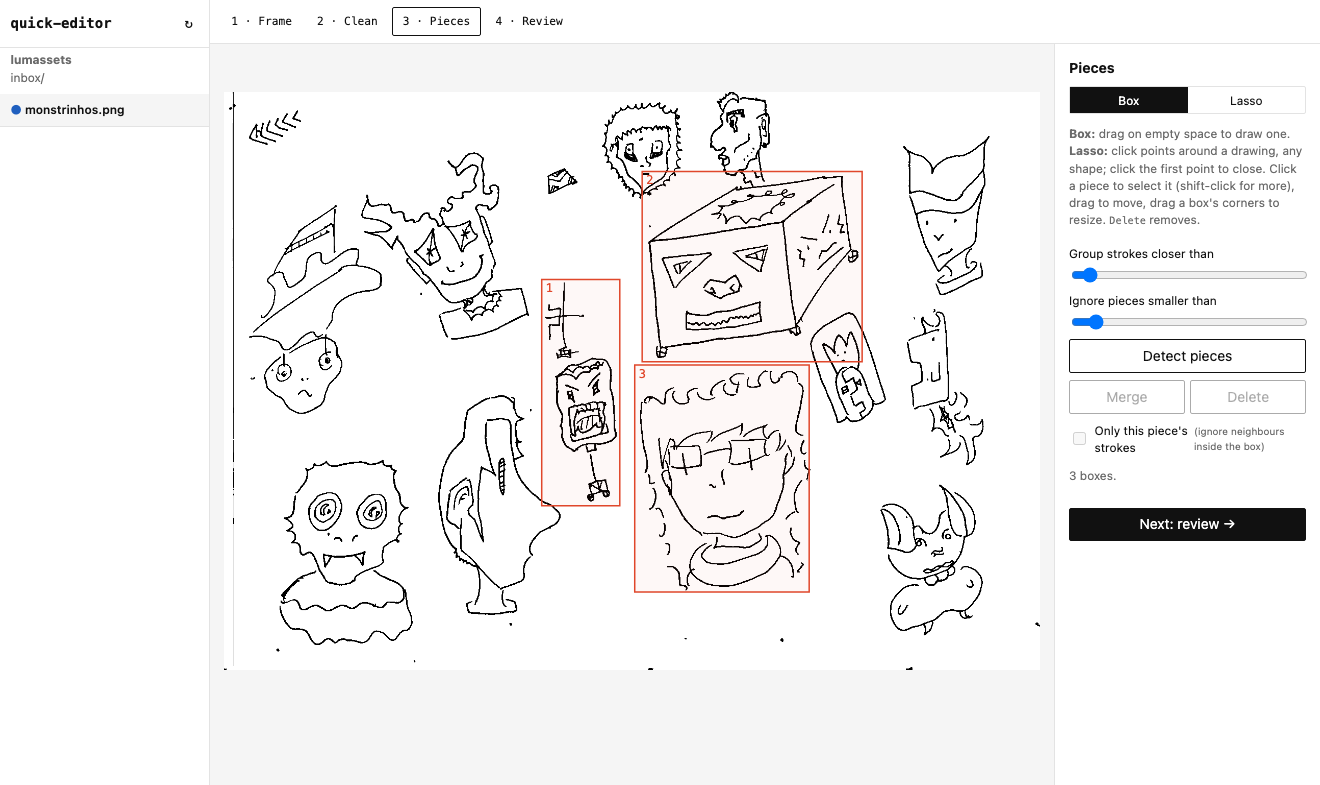 quick-editor ↻
lumassets
inbox/
monstrinhos.png
1 · Frame 2 · Clean 3 · Pieces 4 · Review
1
2
3
Pieces
Box Lasso
Box: drag on empty space to draw one.
Lasso: click points around a drawing, any
shape; click the first point to close. Click
a piece to select it (shift-click for more),
drag to move, drag a box's corners to
resize. Delete removes.
Group strokes closer than
Ignore pieces smaller than
Detect pieces
Merge Delete
Only this piece's strokes (ignore neighbours inside the box)
3 boxes.
Next: review →